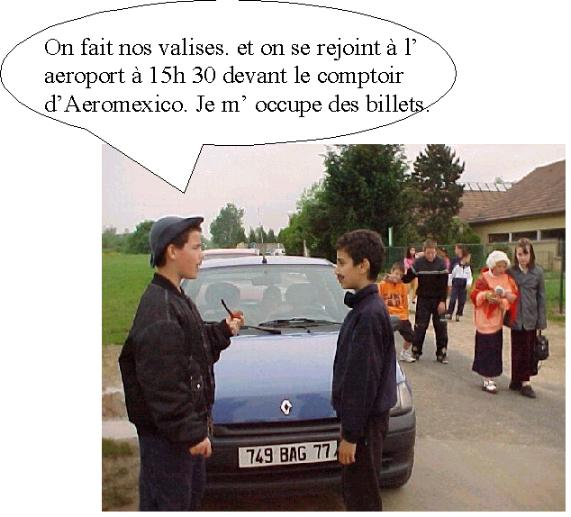 On fait nos valises. et on se rejoint à l’
aeroport à 15h 30 devant le comptoir
d’Aeromexico. Je m’ occupe des billets.
749 BAG 77